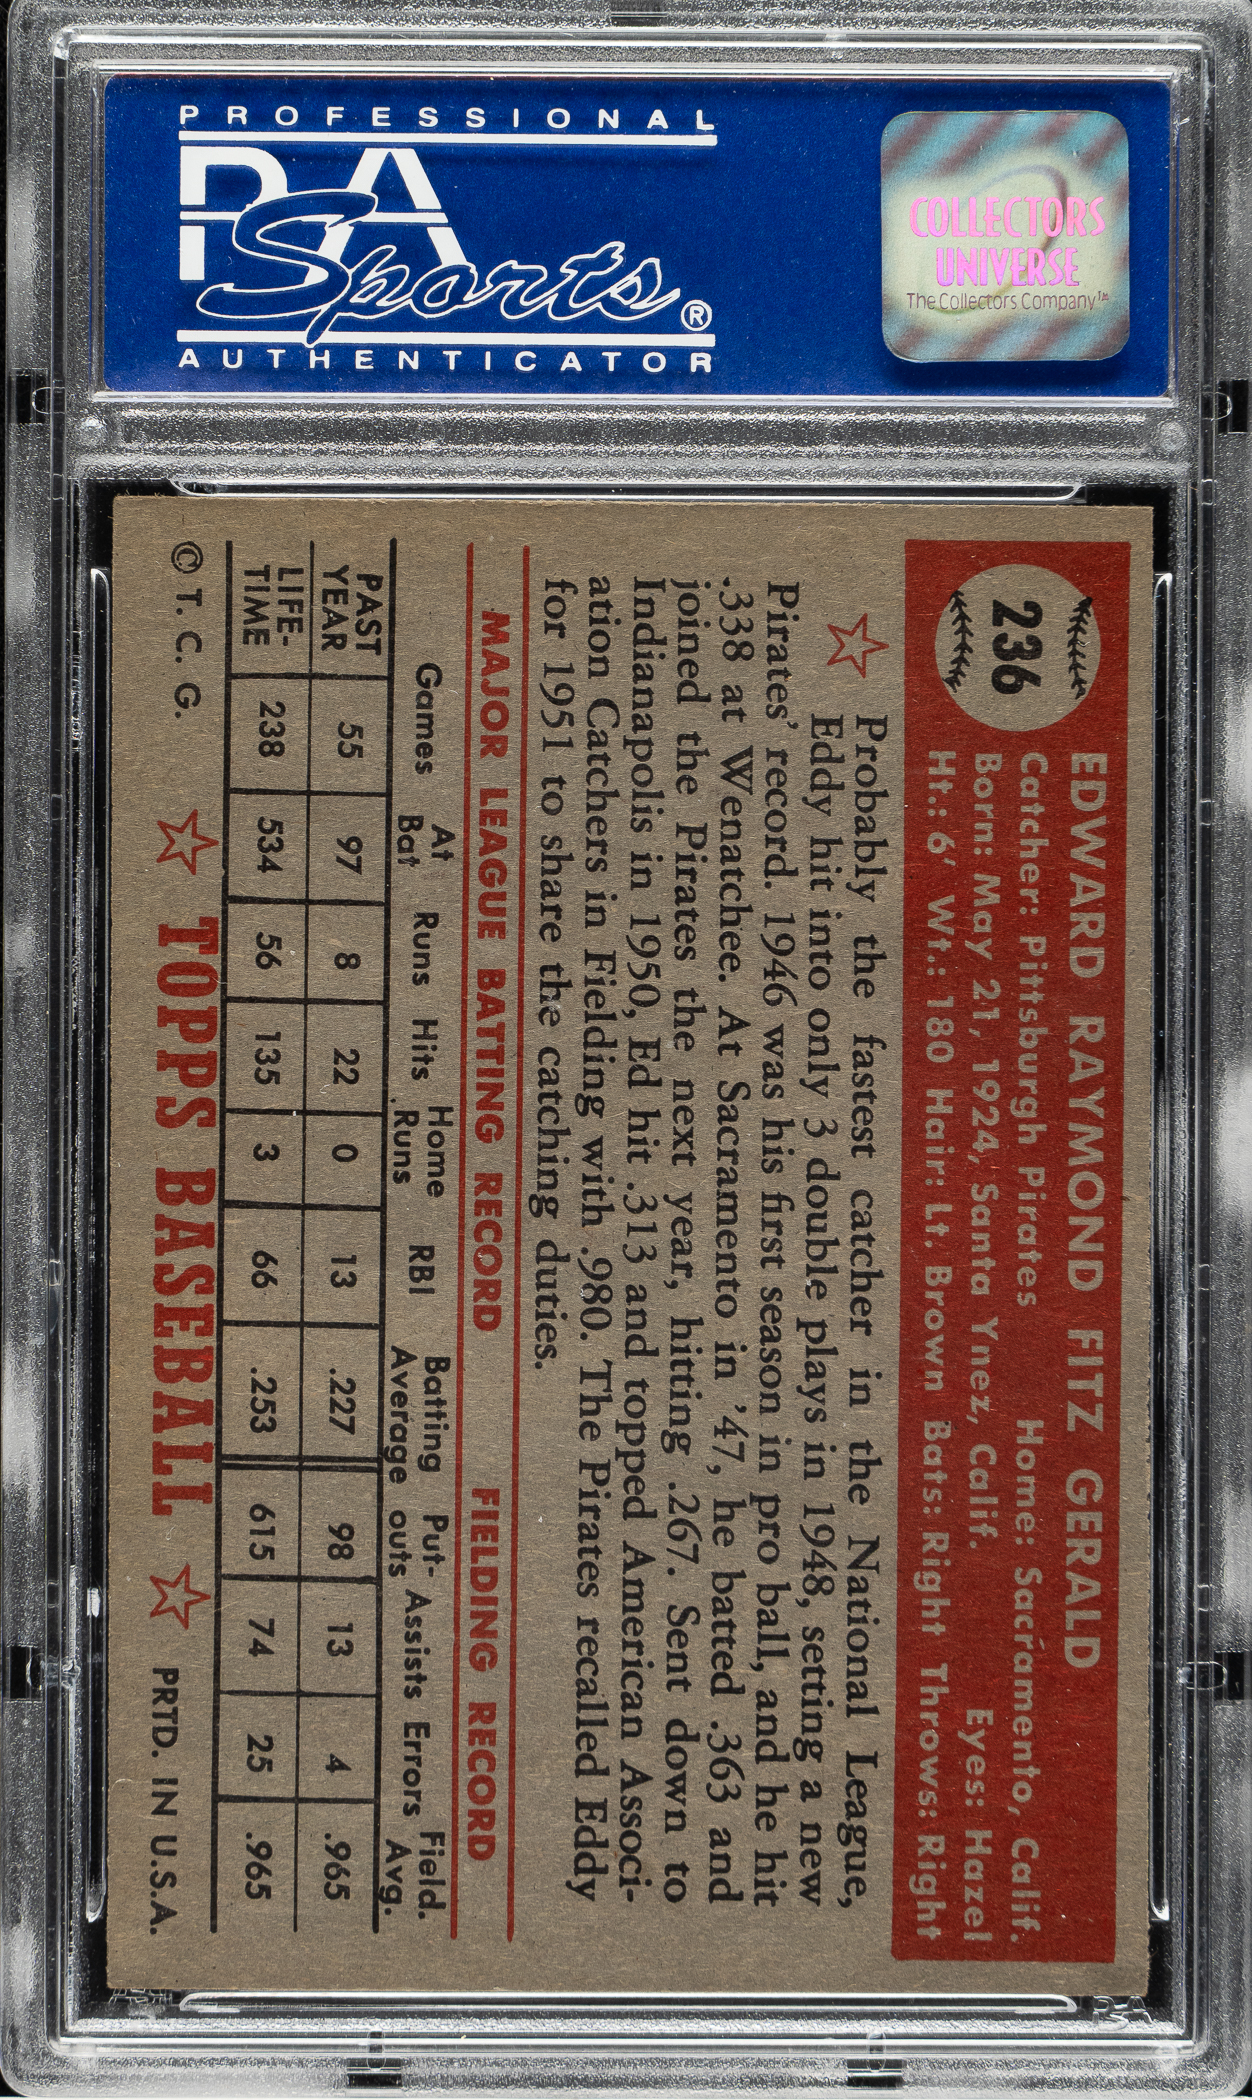 PROFESSIONAL
PSA
Sports®
AUTHENTICATOR
COLLECTORS
UNIVERSE
The Collectors Company™
236
EDWARD RAYMOND FITZ GERALD
Catcher: Pittsburgh Pirates Home: Sacramento, Calif.
Born: May 21, 1924, Santa Ynez, Calif. Eyes: Hazel
Ht.: 6' Wt.: 180 Hair: Lt. Brown Bats: Right Throws: Right
Probably the fastest catcher in the National League,
Eddy hit into only 3 double plays in 1948, setting a new
Pirates' record. 1946 was his first season in pro ball, and he hit
.338 at Wenatchee. At Sacramento in '47, he batted .363 and
joined the Pirates the next year, hitting .267. Sent down to
Indianapolis in 1950, Ed hit .313 and topped American Associ-
ation Catchers in Fielding with .980. The Pirates recalled Eddy
for 1951 to share the catching duties.
MAJOR LEAGUE BATTING RECORD FIELDING RECORD
Games At Bat Runs Hits Home Runs RBI Batting Average Put-outs Assists Errors Field. Avg.
PAST YEAR 55 97 8 22 0 13 .227 98 13 4 .965
LIFE-TIME 238 534 56 135 3 66 .253 615 74 25 .965
© T. C. G. TOPPS BASEBALL PRTD. IN U.S.A.
PSA